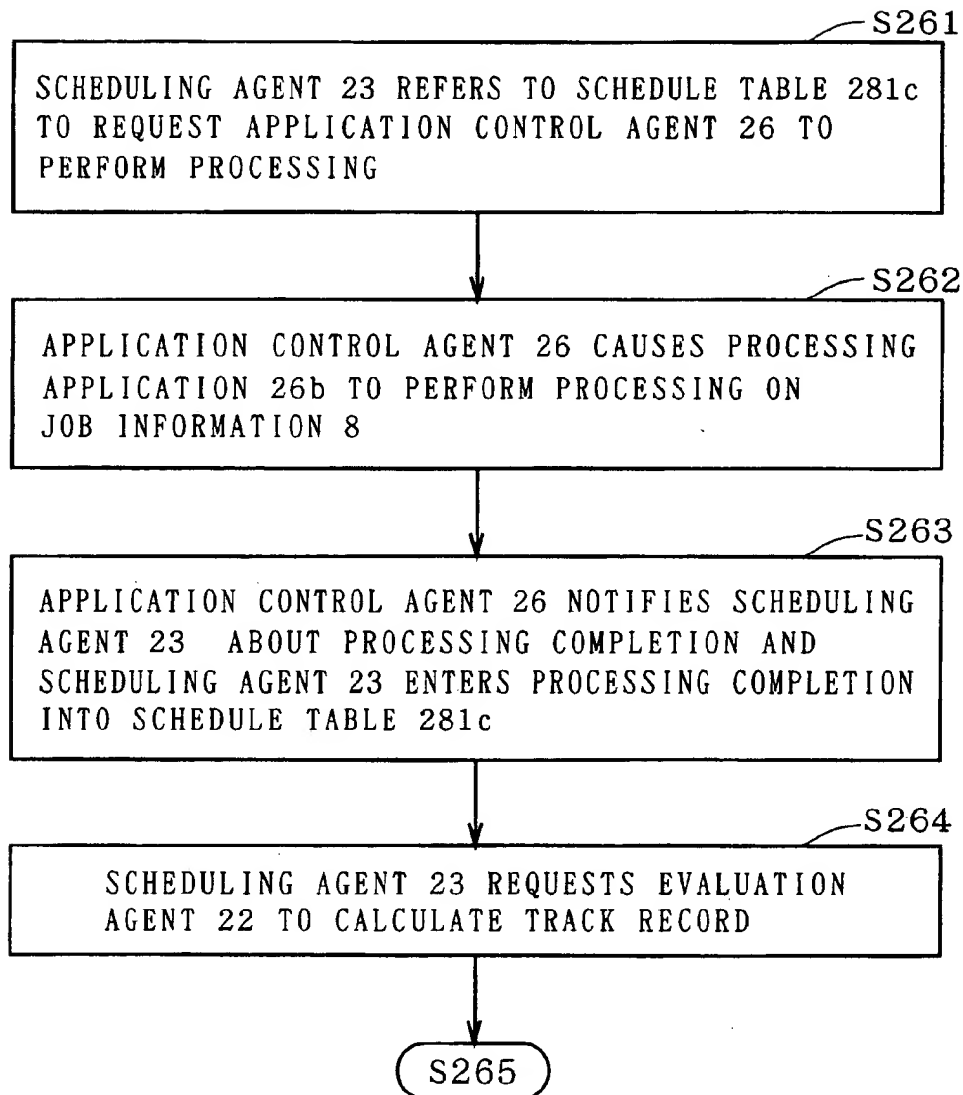 S261
SCHEDULING AGENT 23 REFERS TO SCHEDULE TABLE 281c
TO REQUEST APPLICATION CONTROL AGENT 26 TO
PERFORM PROCESSING
S262
APPLICATION CONTROL AGENT 26 CAUSES PROCESSING
APPLICATION 26b TO PERFORM PROCESSING ON
JOB INFORMATION 8
S263
APPLICATION CONTROL AGENT 26 NOTIFIES SCHEDULING
AGENT 23 ABOUT PROCESSING COMPLETION AND
SCHEDULING AGENT 23 ENTERS PROCESSING COMPLETION
INTO SCHEDULE TABLE 281c
S264
SCHEDULING AGENT 23 REQUESTS EVALUATION
AGENT 22 TO CALCULATE TRACK RECORD
S265